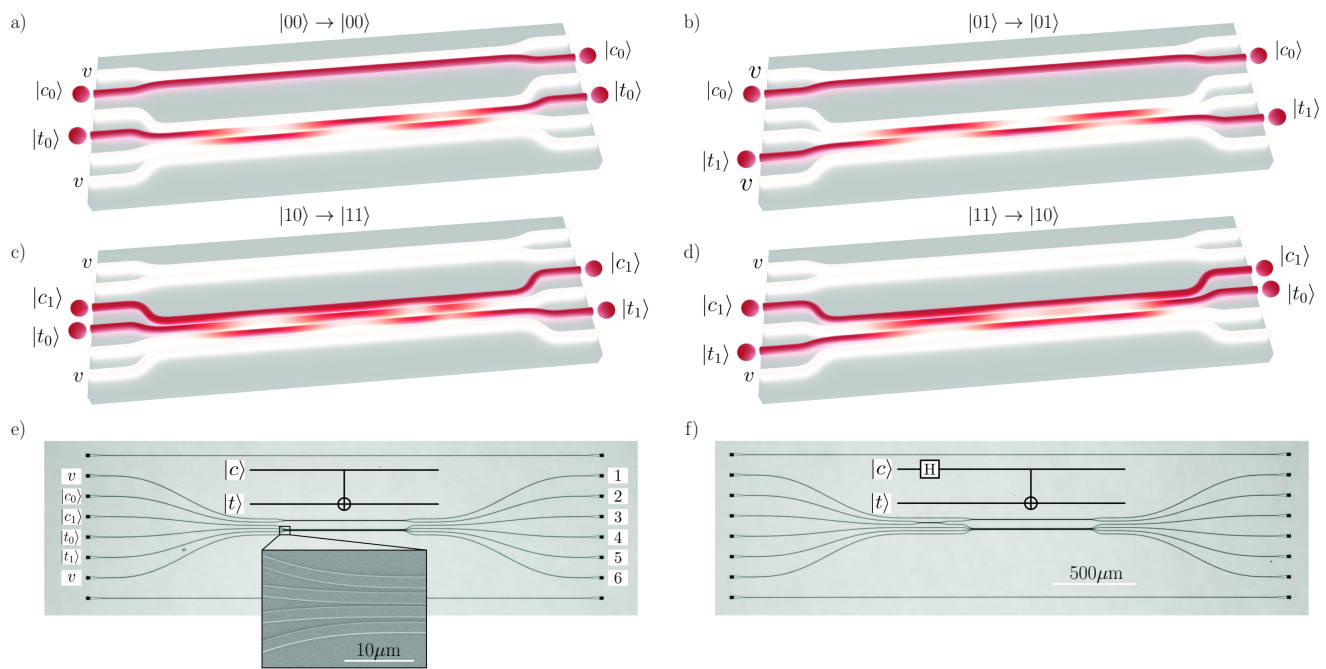 a)
|00⟩ → |00⟩
v
|c₀⟩
|c₀⟩
|t₀⟩
|t₀⟩
v
b)
|01⟩ → |01⟩
v
|c₀⟩
|c₀⟩
|t₁⟩
|t₁⟩
v
c)
|10⟩ → |11⟩
v
|c₁⟩
|c₁⟩
|t₁⟩
|t₀⟩
v
d)
|11⟩ → |10⟩
v
|c₁⟩
|t₀⟩
|c₁⟩
|t₁⟩
v
e)
|c⟩
|t⟩
v
|c₀⟩
|c₁⟩
|t₀⟩
|t₁⟩
v
1
2
3
4
5
6
10μm
f)
|c⟩
H
|t⟩
500μm